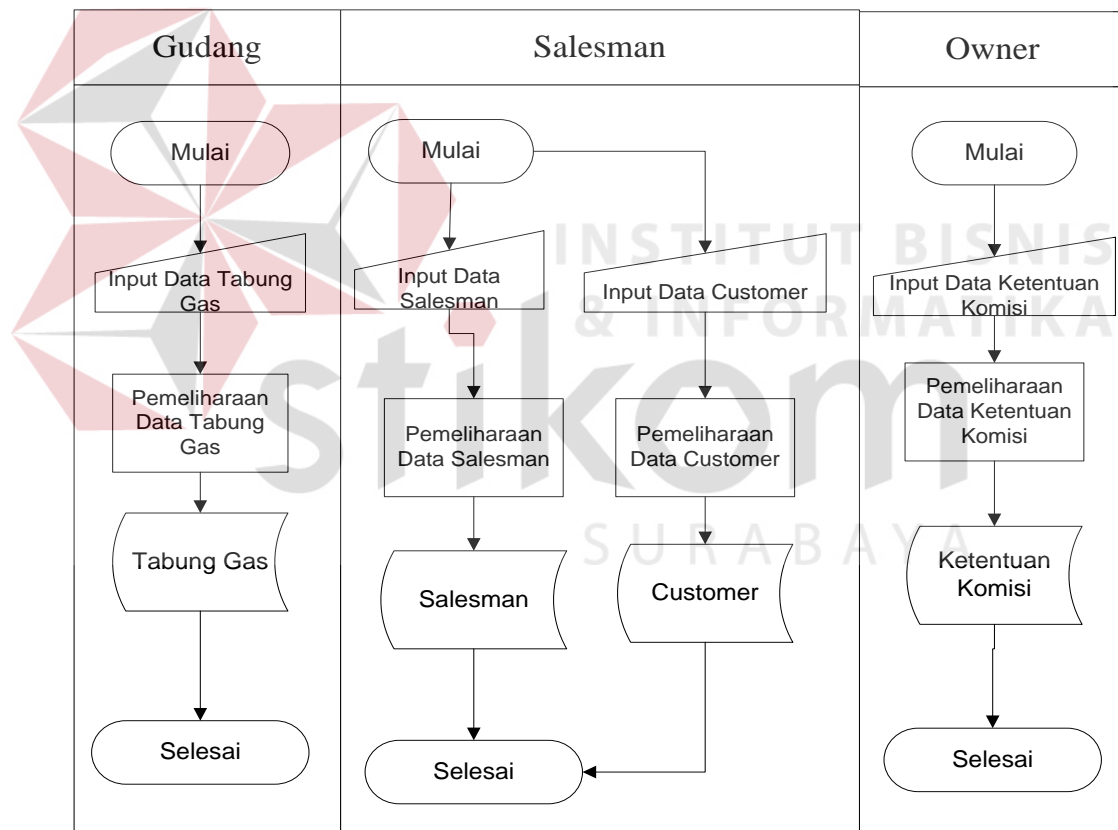 Gudang
Salesman
Owner
Mulai
Input Data Tabung
Gas
Pemeliharaan
Data Tabung
Gas
Tabung Gas
Selesai
Mulai
Input Data
Salesman
Pemeliharaan
Data Salesman
Salesman
Selesai
Input Data Customer
Pemeliharaan
Data Customer
Customer
Mulai
Input Data Ketentuan
Komisi
Pemeliharaan
Data Ketentuan
Komisi
Ketentuan
Komisi
Selesai
INSTITUT BISNIS
& INFORMATIKA
stikom
SURABAYA